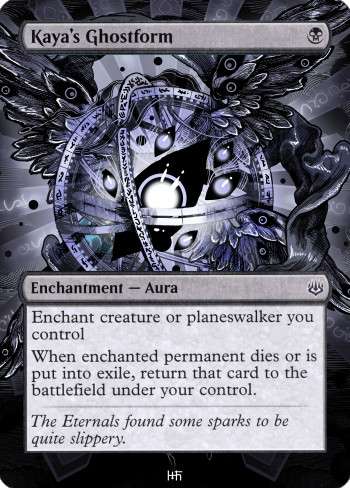 Kaya's Ghostform
Enchantment — Aura
Enchant creature or planeswalker you
control
When enchanted permanent dies or is
put into exile, return that card to the
battlefield under your control.
The Eternals found some sparks to be
quite slippery.